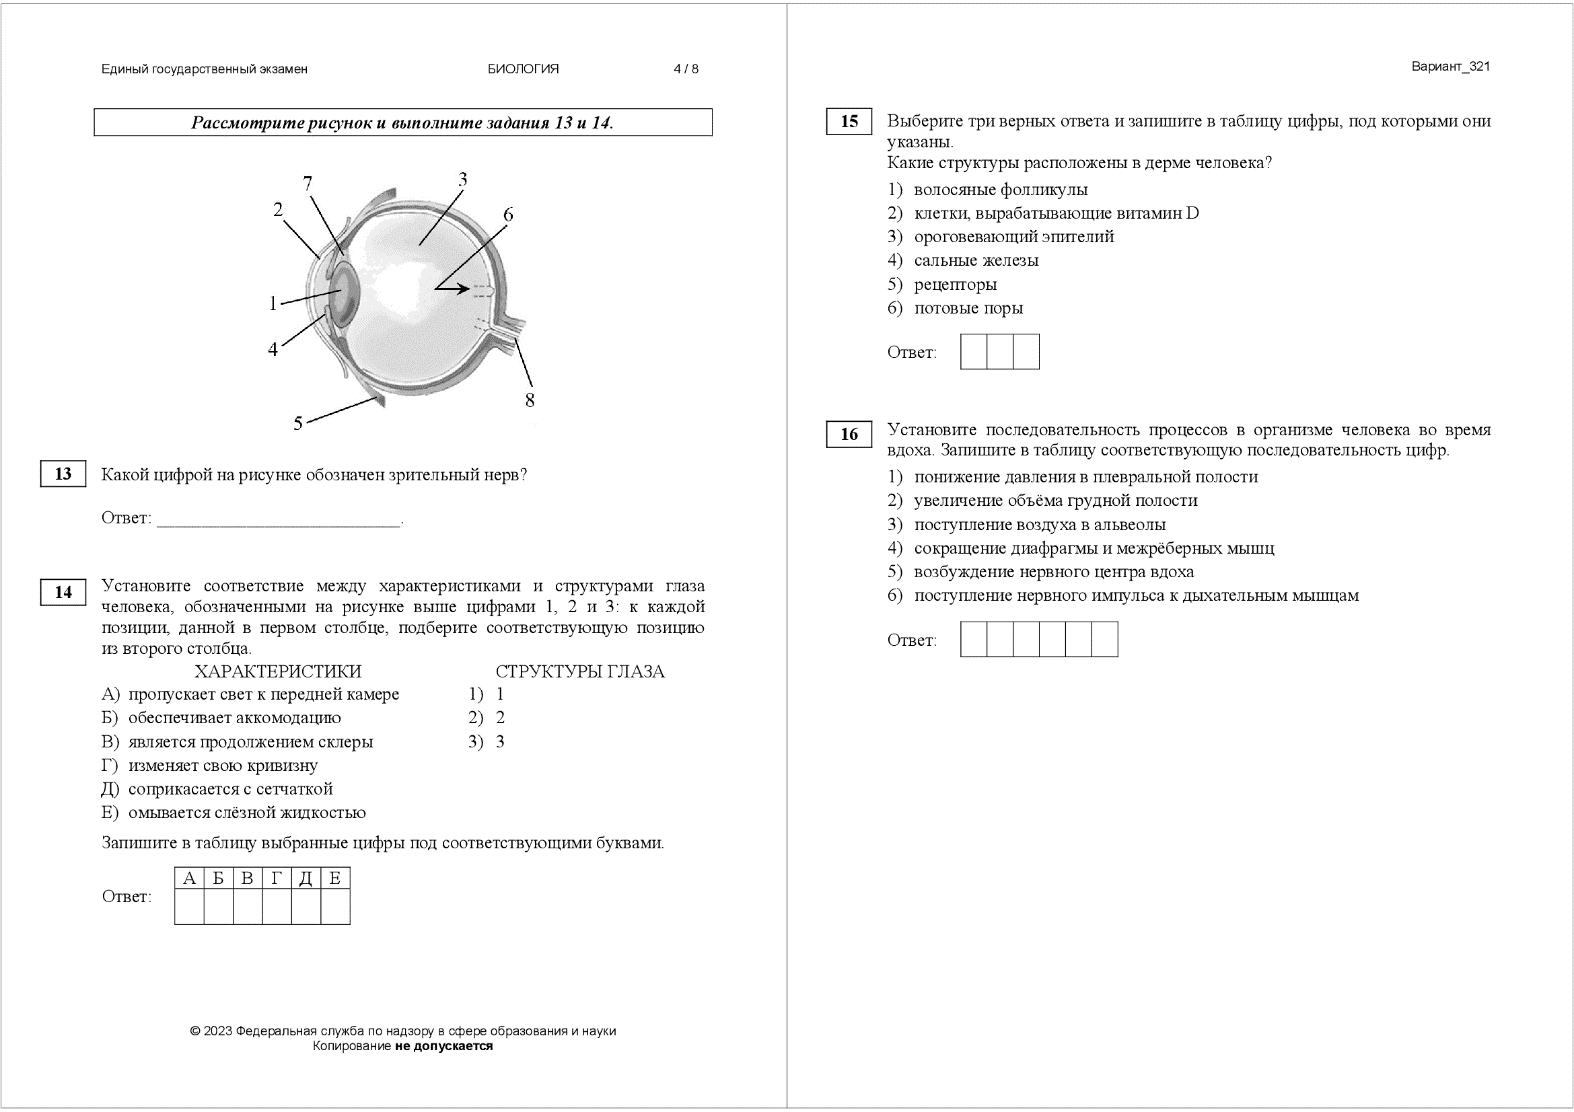 Единый государственный экзамен БИОЛОГИЯ 4 / 8
Рассмотрите рисунок и выполните задания 13 и 14.
7
3
2
6
1
4
8
5
13 Какой цифрой на рисунке обозначен зрительный нерв?
Ответ: ___________________________.
14 Установите соответствие между характеристиками и структурами глаза
человека, обозначенными на рисунке выше цифрами 1, 2 и 3: к каждой
позиции, данной в первом столбце, подберите соответствующую позицию
из второго столбца.
ХАРАКТЕРИСТИКИ СТРУКТУРЫ ГЛАЗА
А) пропускает свет к передней камере 1) 1
Б) обеспечивает аккомодацию 2) 2
В) является продолжением склеры 3) 3
Г) изменяет свою кривизну
Д) соприкасается с сетчаткой
Е) омывается слёзной жидкостью
Запишите в таблицу выбранные цифры под соответствующими буквами.
Ответ:
А Б В Г Д Е
© 2023 Федеральная служба по надзору в сфере образования и науки
Копирование не допускается
Вариант_321
15 Выберите три верных ответа и запишите в таблицу цифры, под которыми они
указаны.
Какие структуры расположены в дерме человека?
1) волосяные фолликулы
2) клетки, вырабатывающие витамин D
3) ороговевающий эпителий
4) сальные железы
5) рецепторы
6) потовые поры
Ответ:
16 Установите последовательность процессов в организме человека во время
вдоха. Запишите в таблицу соответствующую последовательность цифр.
1) понижение давления в плевральной полости
2) увеличение объёма грудной полости
3) поступление воздуха в альвеолы
4) сокращение диафрагмы и межрёберных мышц
5) возбуждение нервного центра вдоха
6) поступление нервного импульса к дыхательным мышцам
Ответ: